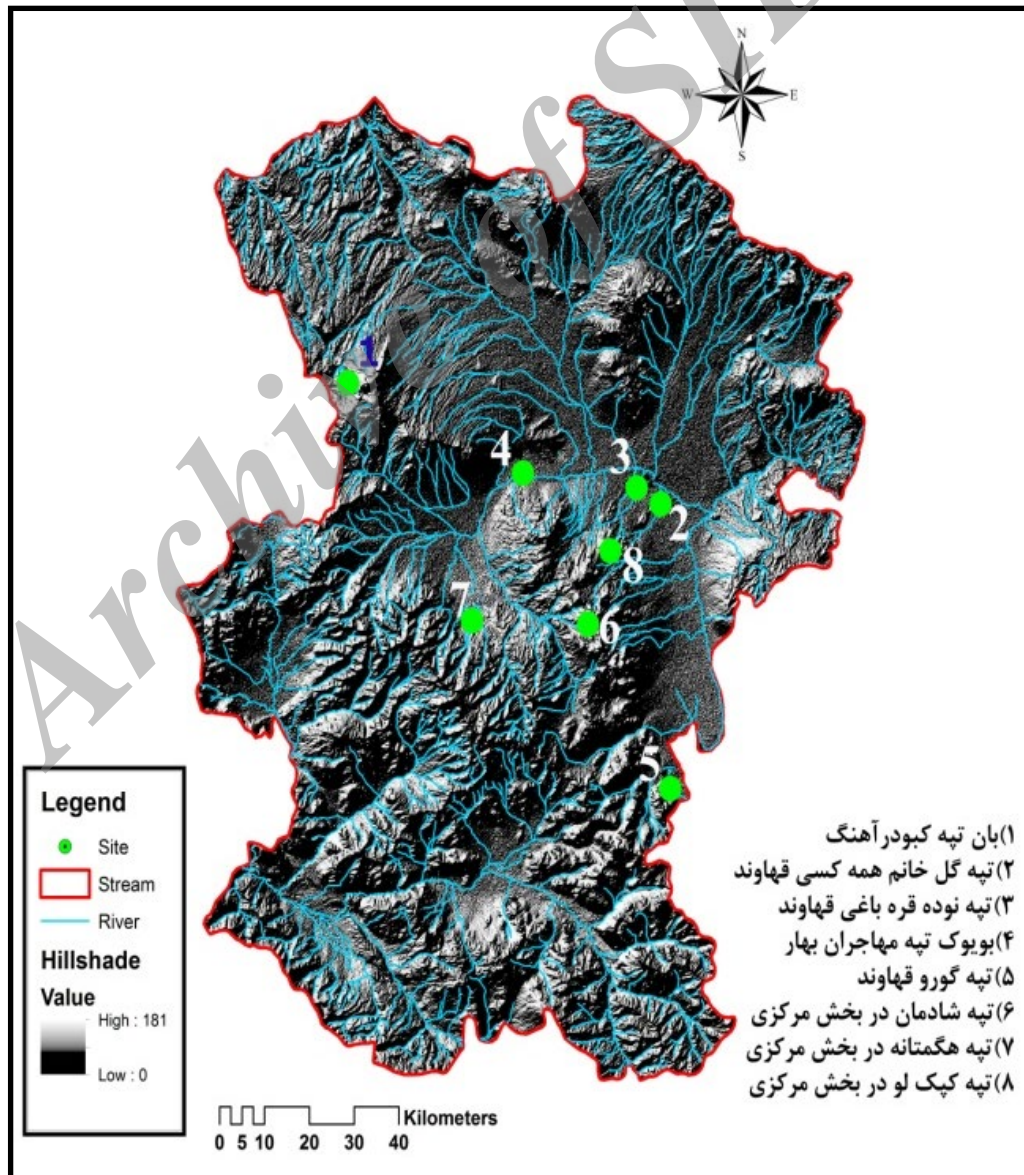 Archive of S
N
W E
S
1
4
3
2
8
7
6
5
Legend
Site
Stream
River
Hillshade
Value
High : 181
Low : 0
Kilometers
0 5 10 20 30 40
۱)بان تپه کبودرآهنگ
۲)تپه گل خانم همه کسی قهاوند
۳)تپه نوده قره باغی قهاوند
۴)بویوک تپه مهاجران بهار
۵)تپه گورو قهاوند
۶)تپه شادمان در بخش مرکزی
۷)تپه هگمتانه در بخش مرکزی
۸)تپه کپک لو در بخش مرکزی